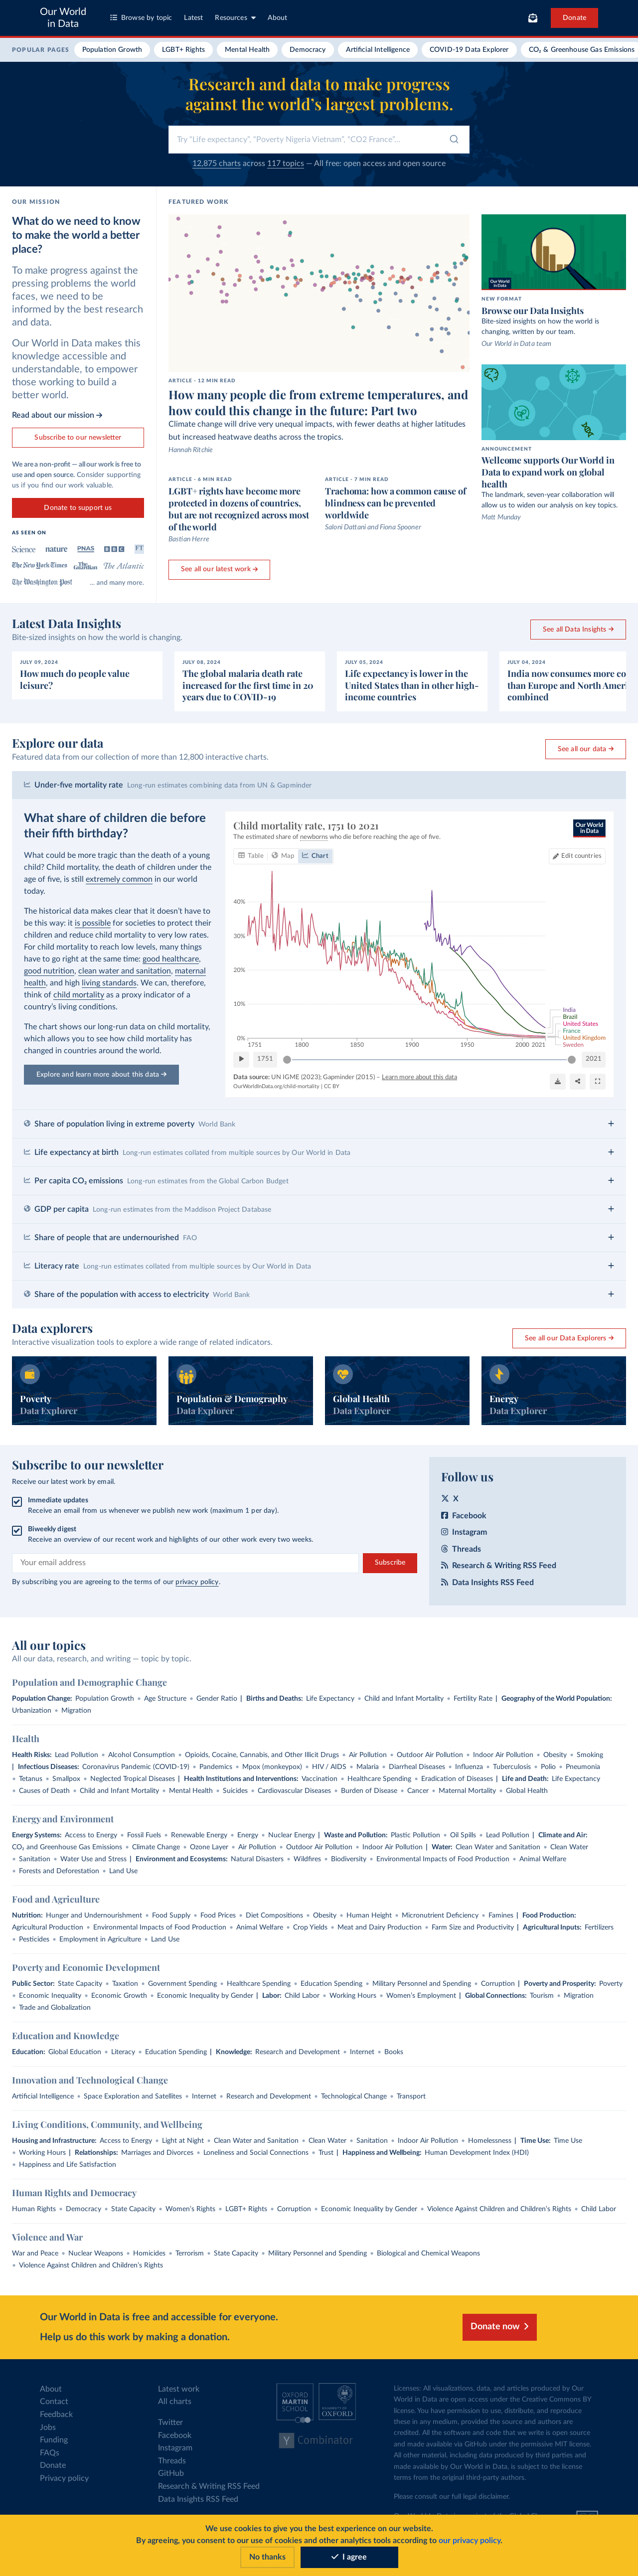 Our World
in Data
Browse by topic
Latest
Resources
About
Donate
POPULAR PAGES
Population Growth
LGBT+ Rights
Mental Health
Democracy
Artificial Intelligence
COVID-19 Data Explorer
CO₂ & Greenhouse Gas Emissions
Research and data to make progress
against the world's largest problems.
Try "Life expectancy", "Poverty Nigeria Vietnam", "CO2 France"...
12,875 charts across 117 topics — All free: open access and open source
OUR MISSION
What do we need to know
to make the world a better
place?
To make progress against the
pressing problems the world
faces, we need to be
informed by the best research
and data.
Our World in Data makes this
knowledge accessible and
understandable, to empower
those working to build a
better world.
Read about our mission →
Subscribe to our newsletter
We are a non-profit — all our work is free to
use and open source. Consider supporting
us if you find our work valuable.
Donate to support us
AS SEEN ON
Science
nature
PNAS
BBC
FT
The New York Times
The Guardian
The Atlantic
The Washington Post
... and many more.
FEATURED WORK
ARTICLE - 12 MIN READ
How many people die from extreme temperatures, and
how could this change in the future: Part two
Climate change will drive very unequal impacts, with fewer deaths at higher latitudes
but increased heatwave deaths across the tropics.
Hannah Ritchie
ARTICLE - 6 MIN READ
LGBT+ rights have become more
protected in dozens of countries,
but are not recognized across most
of the world
Bastian Herre
ARTICLE - 7 MIN READ
Trachoma: how a common cause of
blindness can be prevented
worldwide
Saloni Dattani and Fiona Spooner
See all our latest work →
Our World
in Data
NEW FORMAT
Browse our Data Insights
Bite-sized insights on how the world is
changing, written by our team.
Our World in Data team
ANNOUNCEMENT
Wellcome supports Our World in
Data to expand work on global
health
The landmark, seven-year collaboration will
allow us to widen our analysis on key topics.
Matt Munday
Latest Data Insights
Bite-sized insights on how the world is changing.
See all Data Insights →
JULY 09, 2024
How much do people value
leisure?
JULY 08, 2024
The global malaria death rate
increased for the first time in 20
years due to COVID-19
JULY 05, 2024
Life expectancy is lower in the
United States than in other high-
income countries
JULY 04, 2024
India now consumes more co
than Europe and North Ameri
combined
Explore our data
Featured data from our collection of more than 12,800 interactive charts.
See all our data →
Under-five mortality rate Long-run estimates combining data from UN & Gapminder
What share of children die before
their fifth birthday?
What could be more tragic than the death of a young
child? Child mortality, the death of children under the
age of five, is still extremely common in our world
today.
The historical data makes clear that it doesn't have to
be this way: it is possible for societies to protect their
children and reduce child mortality to very low rates.
For child mortality to reach low levels, many things
have to go right at the same time: good healthcare,
good nutrition, clean water and sanitation, maternal
health, and high living standards. We can, therefore,
think of child mortality as a proxy indicator of a
country's living conditions.
The chart shows our long-run data on child mortality,
which allows you to see how child mortality has
changed in countries around the world.
Explore and learn more about this data →
Child mortality rate, 1751 to 2021
The estimated share of newborns who die before reaching the age of five.
Our World
in Data
Table
Map
Chart
Edit countries
40%
30%
20%
10%
0%
1751
1800
1850
1900
1950
2000
2021
India
Brazil
United States
France
United Kingdom
Sweden
1751
2021
Data source: UN IGME (2023); Gapminder (2015) – Learn more about this data
OurWorldInData.org/child-mortality | CC BY
Share of population living in extreme poverty World Bank
Life expectancy at birth Long-run estimates collated from multiple sources by Our World in Data
Per capita CO₂ emissions Long-run estimates from the Global Carbon Budget
GDP per capita Long-run estimates from the Maddison Project Database
Share of people that are undernourished FAO
Literacy rate Long-run estimates collated from multiple sources by Our World in Data
Share of the population with access to electricity World Bank
Data explorers
Interactive visualization tools to explore a wide range of related indicators.
See all our Data Explorers →
Poverty
Data Explorer
Population & Demography
Data Explorer
Global Health
Data Explorer
Energy
Data Explorer
Subscribe to our newsletter
Receive our latest work by email.
Immediate updates
Receive an email from us whenever we publish new work (maximum 1 per day).
Biweekly digest
Receive an overview of our recent work and highlights of our other work every two weeks.
Your email address
Subscribe
By subscribing you are agreeing to the terms of our privacy policy.
Follow us
X
Facebook
Instagram
Threads
Research & Writing RSS Feed
Data Insights RSS Feed
All our topics
All our data, research, and writing — topic by topic.
Population and Demographic Change
Population Change: Population Growth • Age Structure • Gender Ratio | Births and Deaths: Life Expectancy • Child and Infant Mortality • Fertility Rate | Geography of the World Population:
Urbanization • Migration
Health
Health Risks: Lead Pollution • Alcohol Consumption • Opioids, Cocaine, Cannabis, and Other Illicit Drugs • Air Pollution • Outdoor Air Pollution • Indoor Air Pollution • Obesity • Smoking
| Infectious Diseases: Coronavirus Pandemic (COVID-19) • Pandemics • Mpox (monkeypox) • HIV / AIDS • Malaria • Diarrheal Diseases • Influenza • Tuberculosis • Polio • Pneumonia
• Tetanus • Smallpox • Neglected Tropical Diseases | Health Institutions and Interventions: Vaccination • Healthcare Spending • Eradication of Diseases | Life and Death: Life Expectancy
• Causes of Death • Child and Infant Mortality • Mental Health • Suicides • Cardiovascular Diseases • Burden of Disease • Cancer • Maternal Mortality • Global Health
Energy and Environment
Energy Systems: Access to Energy • Fossil Fuels • Renewable Energy • Energy • Nuclear Energy | Waste and Pollution: Plastic Pollution • Oil Spills • Lead Pollution | Climate and Air:
CO₂ and Greenhouse Gas Emissions • Climate Change • Ozone Layer • Air Pollution • Outdoor Air Pollution • Indoor Air Pollution | Water: Clean Water and Sanitation • Clean Water
• Sanitation • Water Use and Stress | Environment and Ecosystems: Natural Disasters • Wildfires • Biodiversity • Environmental Impacts of Food Production • Animal Welfare
• Forests and Deforestation • Land Use
Food and Agriculture
Nutrition: Hunger and Undernourishment • Food Supply • Food Prices • Diet Compositions • Obesity • Human Height • Micronutrient Deficiency • Famines | Food Production:
Agricultural Production • Environmental Impacts of Food Production • Animal Welfare • Crop Yields • Meat and Dairy Production • Farm Size and Productivity | Agricultural Inputs: Fertilizers
• Pesticides • Employment in Agriculture • Land Use
Poverty and Economic Development
Public Sector: State Capacity • Taxation • Government Spending • Healthcare Spending • Education Spending • Military Personnel and Spending • Corruption | Poverty and Prosperity: Poverty
• Economic Inequality • Economic Growth • Economic Inequality by Gender | Labor: Child Labor • Working Hours • Women's Employment | Global Connections: Tourism • Migration
• Trade and Globalization
Education and Knowledge
Education: Global Education • Literacy • Education Spending | Knowledge: Research and Development • Internet • Books
Innovation and Technological Change
Artificial Intelligence • Space Exploration and Satellites • Internet • Research and Development • Technological Change • Transport
Living Conditions, Community, and Wellbeing
Housing and Infrastructure: Access to Energy • Light at Night • Clean Water and Sanitation • Clean Water • Sanitation • Indoor Air Pollution • Homelessness | Time Use: Time Use
• Working Hours | Relationships: Marriages and Divorces • Loneliness and Social Connections • Trust | Happiness and Wellbeing: Human Development Index (HDI)
• Happiness and Life Satisfaction
Human Rights and Democracy
Human Rights • Democracy • State Capacity • Women's Rights • LGBT+ Rights • Corruption • Economic Inequality by Gender • Violence Against Children and Children's Rights • Child Labor
Violence and War
War and Peace • Nuclear Weapons • Homicides • Terrorism • State Capacity • Military Personnel and Spending • Biological and Chemical Weapons
• Violence Against Children and Children's Rights
Our World in Data is free and accessible for everyone.
Help us do this work by making a donation.
Donate now
About
Contact
Feedback
Jobs
Funding
FAQs
Donate
Privacy policy
Latest work
All charts
Twitter
Facebook
Instagram
Threads
GitHub
Research & Writing RSS Feed
Data Insights RSS Feed
OXFORD
MARTIN
SCHOOL
UNIVERSITY OF
OXFORD
Y Combinator
Licenses: All visualizations, data, and articles produced by Our
World in Data are open access under the Creative Commons BY
license. You have permission to use, distribute, and reproduce
these in any medium, provided the source and authors are
credited. All the software and code that we write is open source
and made available via GitHub under the permissive MIT license.
All other material, including data produced by third parties and
made available by Our World in Data, is subject to the license
terms from the original third-party authors.
Please consult our full legal disclaimer.
We use cookies to give you the best experience on our website.
By agreeing, you consent to our use of cookies and other analytics tools according to our privacy policy.
No thanks
I agree